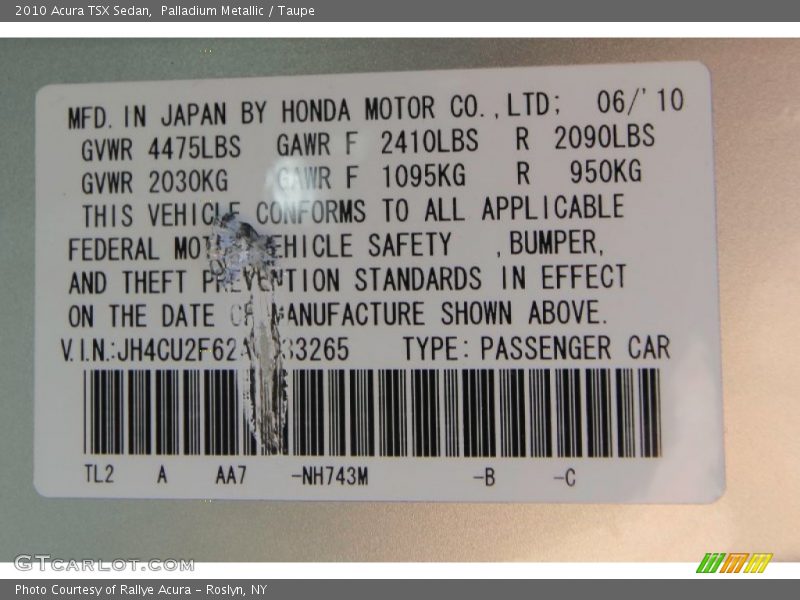 2010 Acura TSX Sedan, Palladium Metallic / Taupe
MFD. IN JAPAN BY HONDA MOTOR CO., LTD; 06/'10
GVWR 4475LBS GAWR F 2410LBS R 2090LBS
GVWR 2030KG GAWR F 1095KG R 950KG
THIS VEHICLE CONFORMS TO ALL APPLICABLE
FEDERAL VEHICLE SAFETY , BUMPER,
AND THEFT PREVENTION STANDARDS IN EFFECT
ON THE DATE OF MANUFACTURE SHOWN ABOVE.
V.I.N.: TYPE: PASSENGER CAR
TL2 A AA7 -NH743M -B -C
GTcarlot.com
Photo Courtesy of Rallye Acura - Roslyn, NY